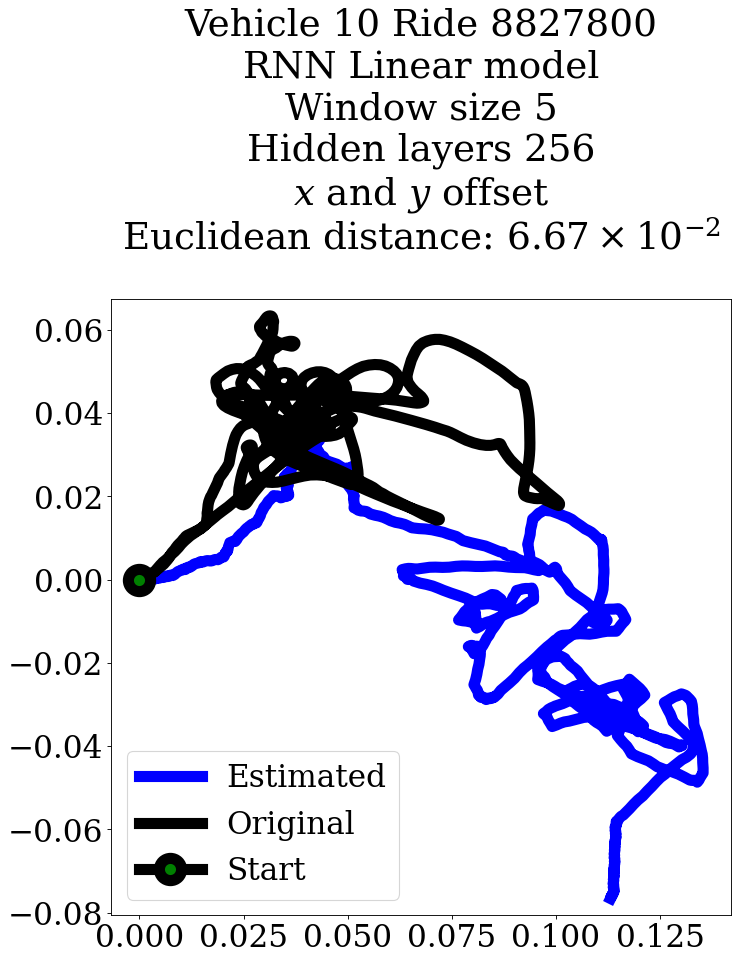 Vehicle 10 Ride 8827800
RNN Linear model
Window size 5
Hidden layers 256
x and y offset
Euclidean distance: 6.67 × 10⁻²
0.06
0.04
0.02
0.00
−0.02
−0.04
−0.06
−0.08
Estimated
Original
Start
0.000 0.025 0.050 0.075 0.100 0.125